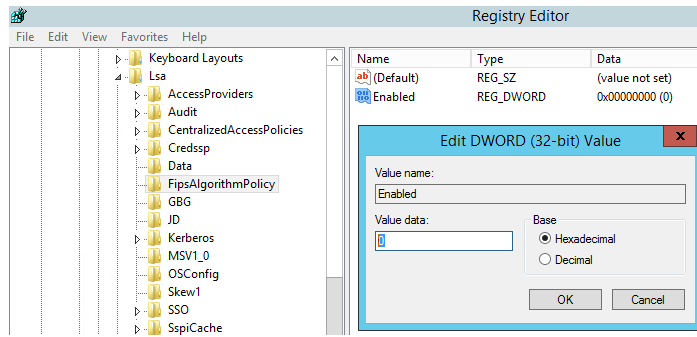 Registry Editor
File Edit View Favorites Help
Keyboard Layouts
Lsa
AccessProviders
Audit
CentralizedAccessPolicies
Credssp
Data
FipsAlgorithmPolicy
GBG
JD
Kerberos
MSV1_0
OSConfig
Skew1
SSO
SspiCache
Name Type Data
ab (Default) REG_SZ (value not set)
Enabled REG_DWORD 0x00000000 (0)
Edit DWORD (32-bit) Value
x
Value name:
Enabled
Value data:
0
Base
Hexadecimal
Decimal
OK Cancel